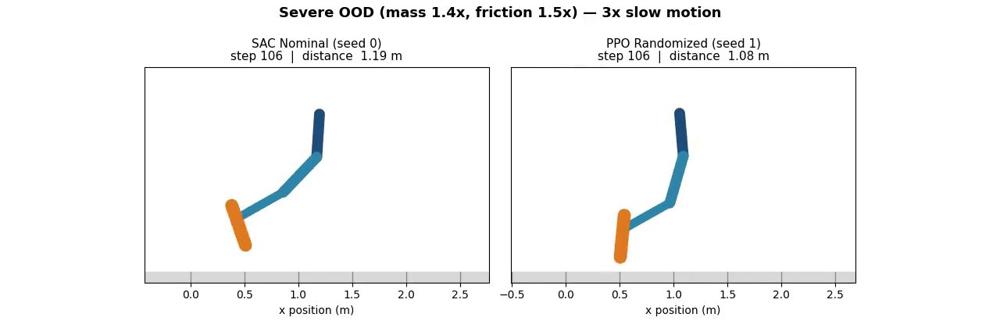 Severe OOD (mass 1.4x, friction 1.5x) — 3x slow motion
SAC Nominal (seed 0)
step 106 | distance 1.19 m
PPO Randomized (seed 1)
step 106 | distance 1.08 m
0.0 0.5 1.0 1.5 2.0 2.5
x position (m)
−0.5 0.0 0.5 1.0 1.5 2.0 2.5
x position (m)